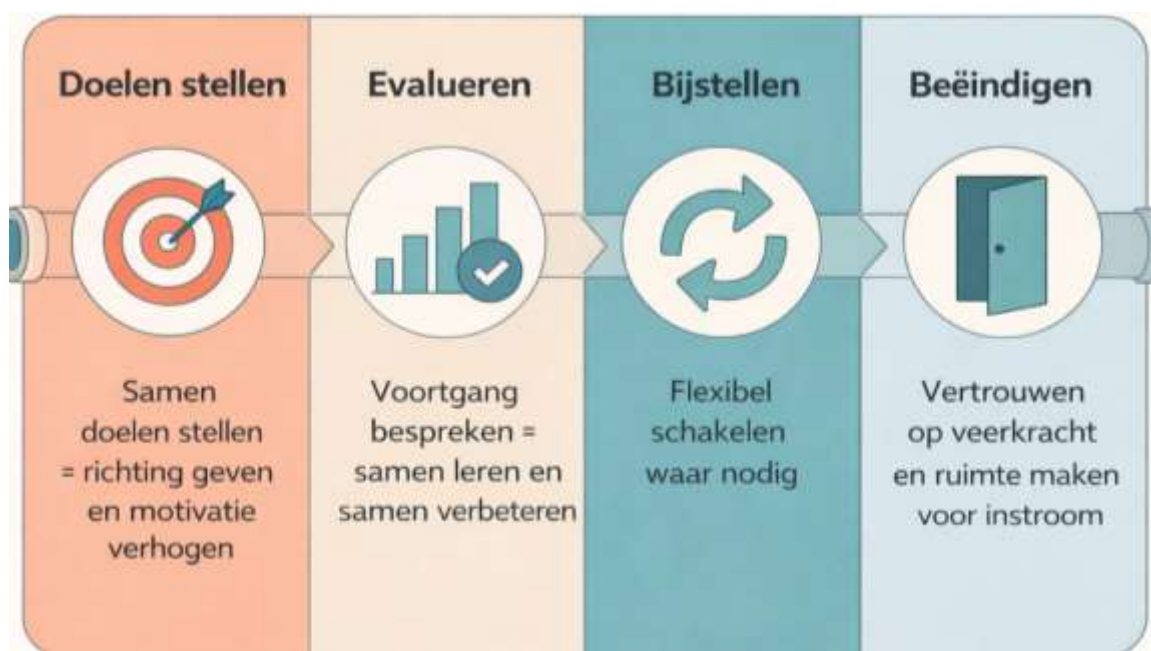 Doelen stellen
Evalueren
Bijstellen
Beëindigen
Samen
doelen stellen
= richting geven
en motivatie
verhogen
Voortgang
bespreken =
samen leren en
samen verbeteren
Flexibel
schakelen
waar nodig
Vertrouwen
op veerkracht
en ruimte maken
voor instroom